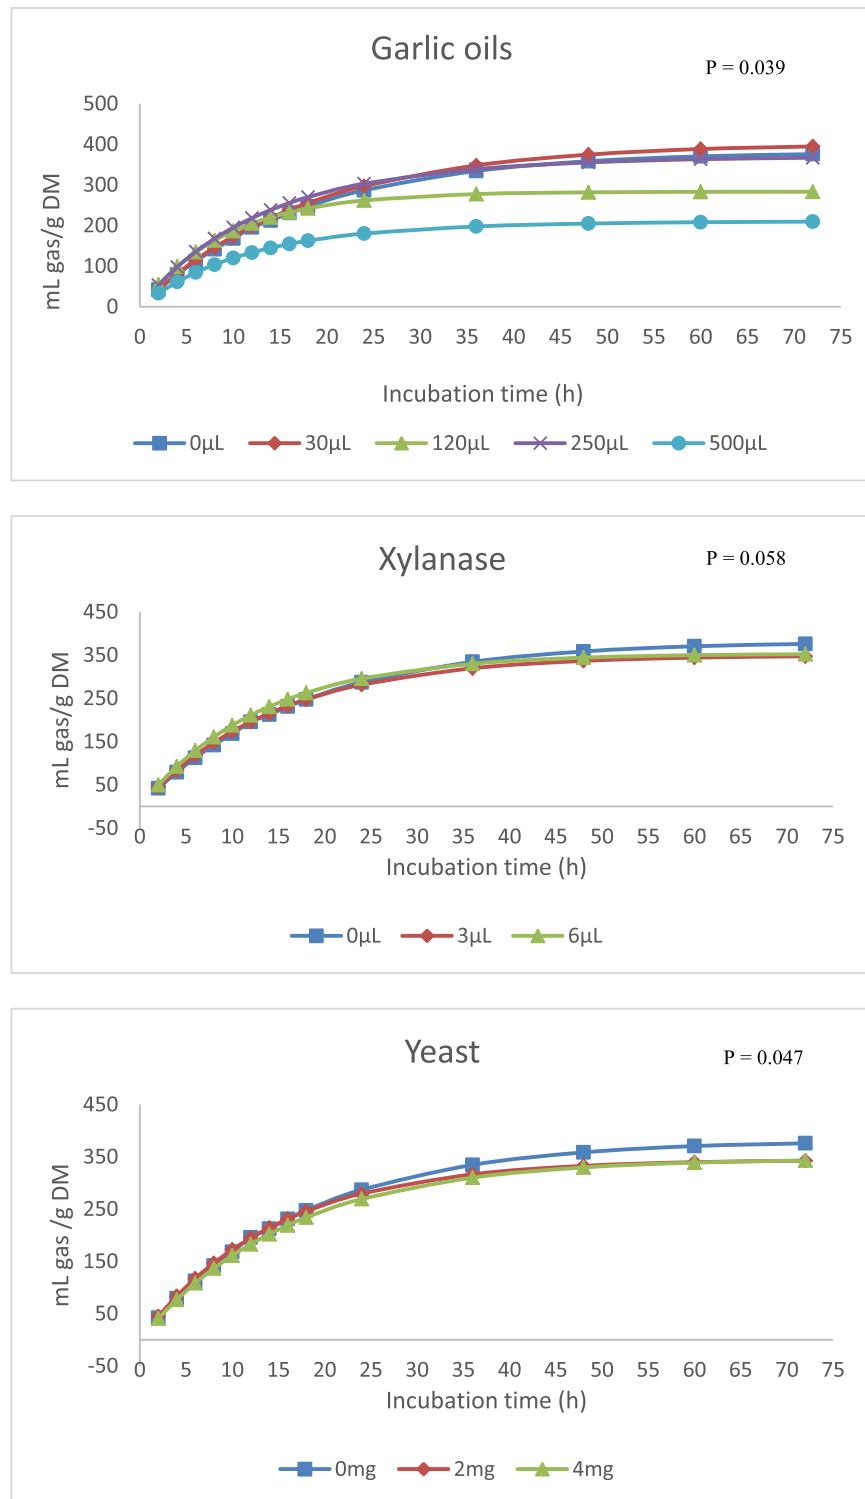 Garlic oils
P = 0.039
mL gas/g DM
500
400
300
200
100
0
0 5 10 15 20 25 30 35 40 45 50 55 60 65 70 75
Incubation time (h)
0µL 30µL 120µL 250µL 500µL
Xylanase
P = 0.058
mL gas/g DM
450
350
250
150
50
-50
0 5 10 15 20 25 30 35 40 45 50 55 60 65 70 75
Incubation time (h)
0µL 3µL 6µL
Yeast
P = 0.047
mL gas /g DM
450
350
250
150
50
-50
0 5 10 15 20 25 30 35 40 45 50 55 60 65 70 75
Incubation time (h)
0mg 2mg 4mg